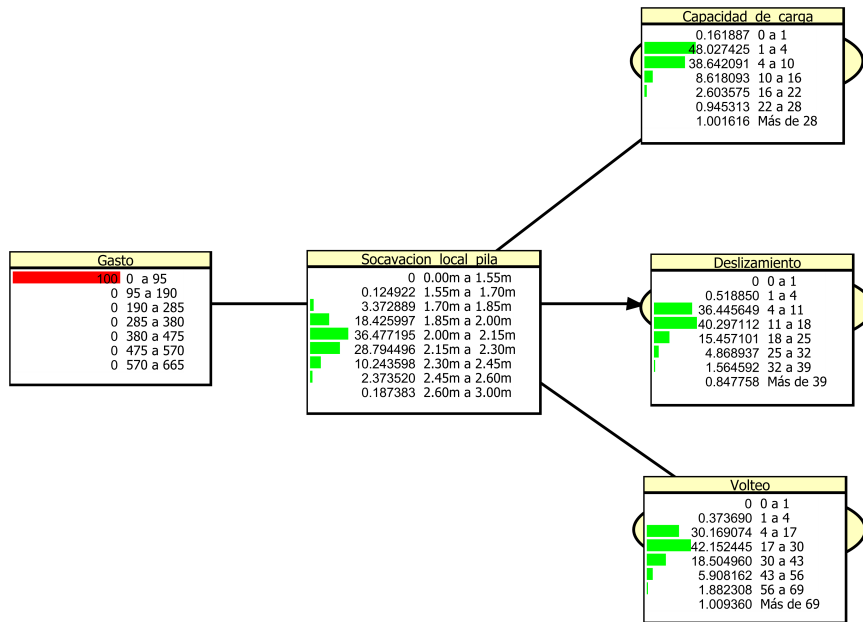 Capacidad de carga
0.161887 0 a 1
48.027425 1 a 4
38.642091 4 a 10
8.618093 10 a 16
2.603575 16 a 22
0.945313 22 a 28
1.001616 Más de 28
Gasto
100 0 a 95
0 95 a 190
0 190 a 285
0 285 a 380
0 380 a 475
0 475 a 570
0 570 a 665
Socavacion local pila
0 0.00m a 1.55m
0.124922 1.55m a 1.70m
3.372889 1.70m a 1.85m
18.425997 1.85m a 2.00m
36.477195 2.00m a 2.15m
28.794496 2.15m a 2.30m
10.243598 2.30m a 2.45m
2.373520 2.45m a 2.60m
0.187383 2.60m a 3.00m
Deslizamiento
0 0 a 1
0.518850 1 a 4
36.445649 4 a 11
40.297112 11 a 18
15.457101 18 a 25
4.868937 25 a 32
1.564592 32 a 39
0.847758 Más de 39
Volteo
0 0 a 1
0.373690 1 a 4
30.169074 4 a 17
42.152445 17 a 30
18.504960 30 a 43
5.908162 43 a 56
1.882308 56 a 69
1.009360 Más de 69